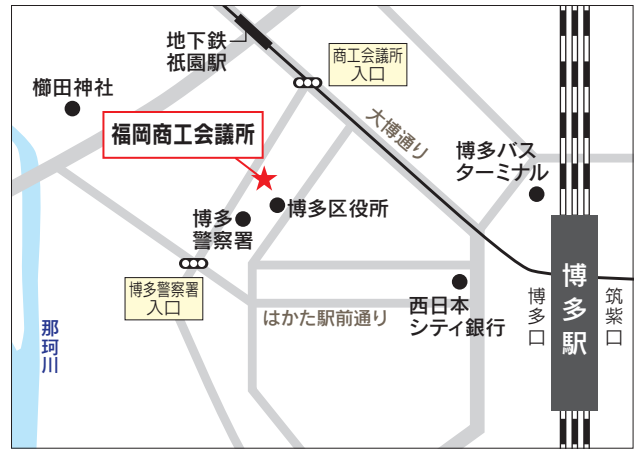 地下鉄
祇園駅
商工会議所
入口
櫛田神社
大博通り
福岡商工会議所
博多バス
ターミナル
博多区役所
博多
警察署
博多警察署
入口
はかた駅前通り
西日本
シティ銀行
博多口
博多駅
筑紫口
那珂川